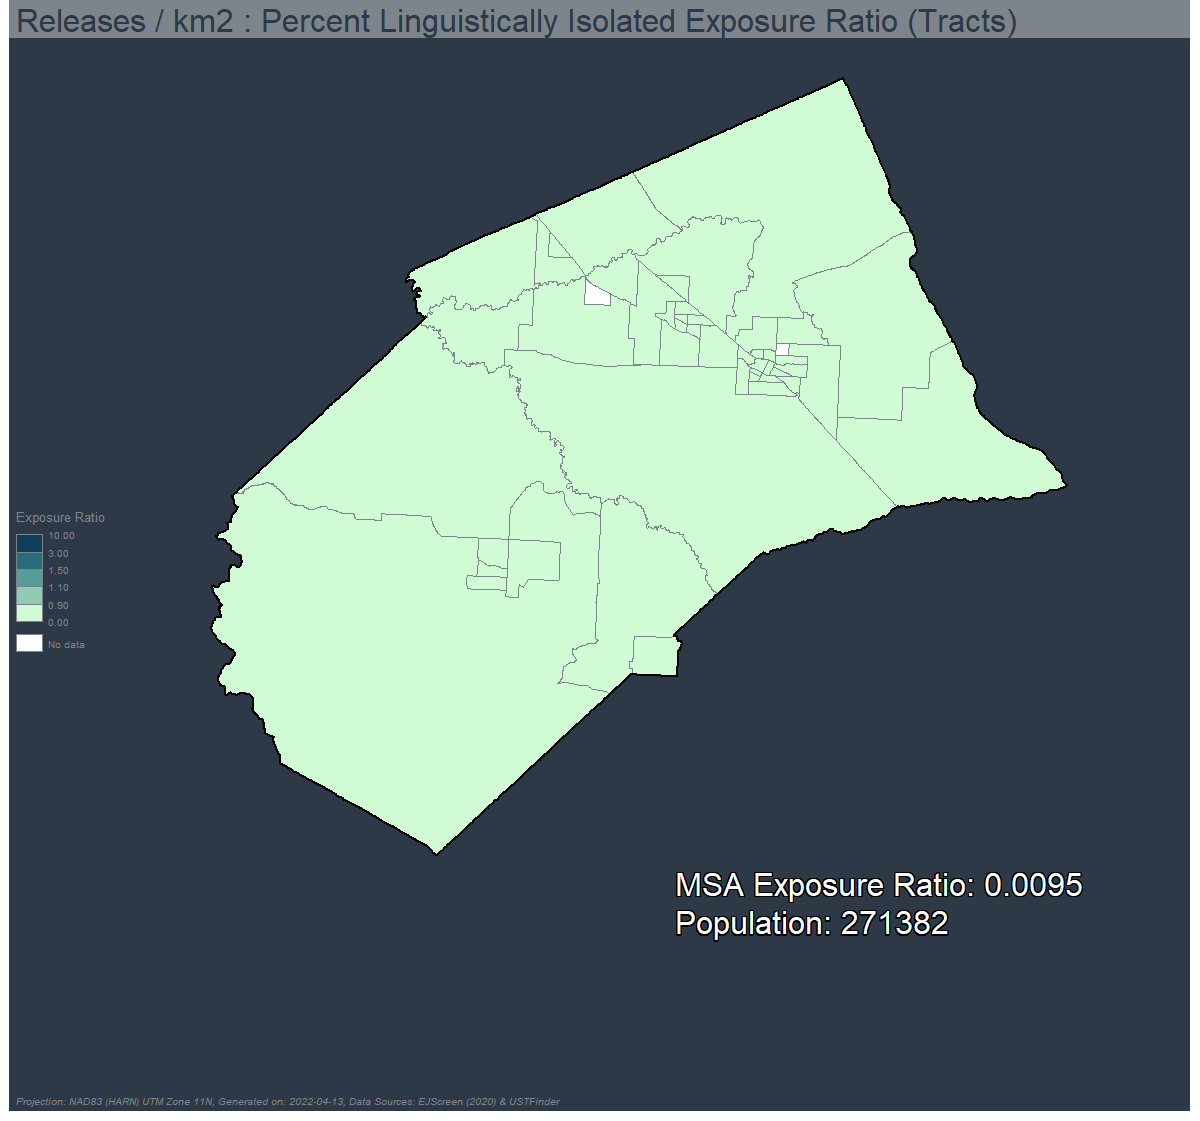 Releases / km2 : Percent Linguistically Isolated Exposure Ratio (Tracts)
Exposure Ratio
10.00
3.00
1.50
1.10
0.90
0.00
No data
MSA Exposure Ratio: 0.0095
Population: 271382
Projection: NAD83 (HARN) UTM Zone 11N, Generated on: 2022-04-13, Data Sources: EJScreen (2020) & USTFinder